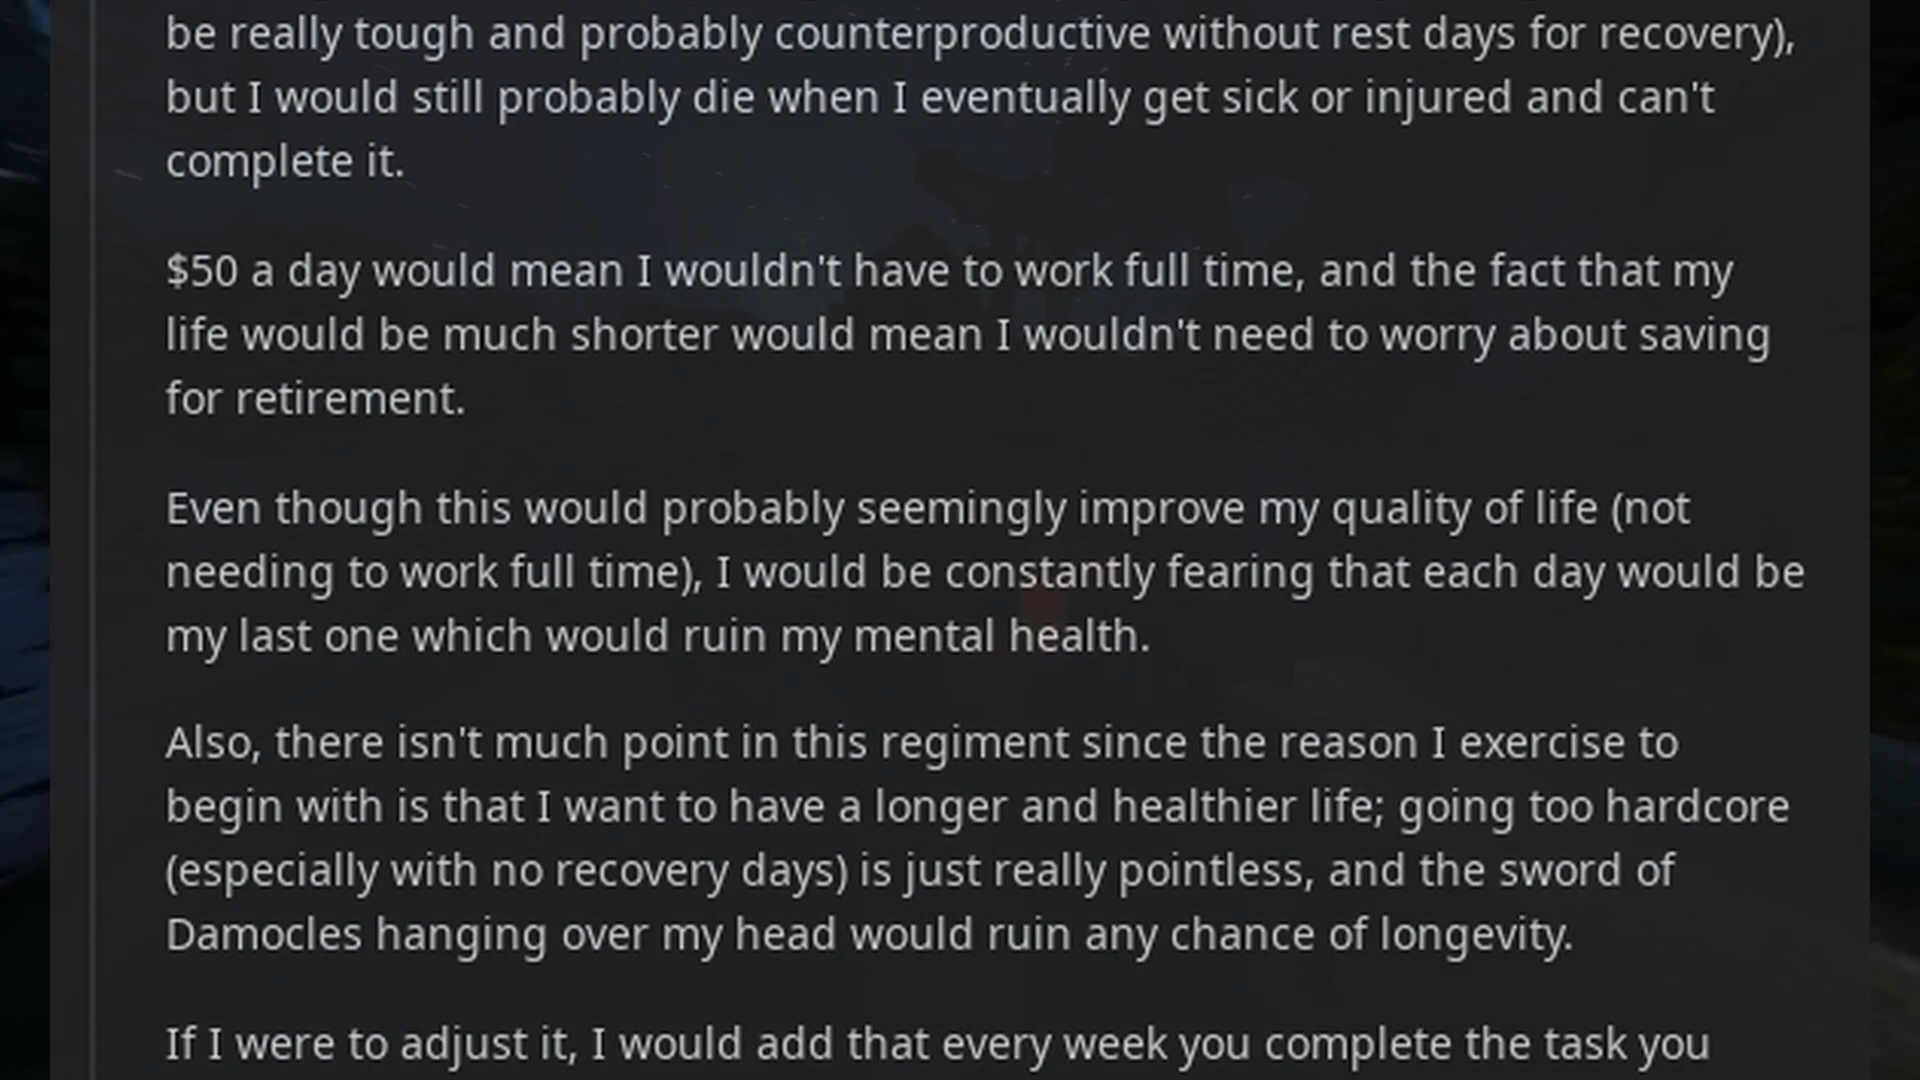 be really tough and probably counterproductive without rest days for recovery),
but I would still probably die when I eventually get sick or injured and can't
complete it.
$50 a day would mean I wouldn't have to work full time, and the fact that my
life would be much shorter would mean I wouldn't need to worry about saving
for retirement.
Even though this would probably seemingly improve my quality of life (not
needing to work full time), I would be constantly fearing that each day would be
my last one which would ruin my mental health.
Also, there isn't much point in this regiment since the reason I exercise to
begin with is that I want to have a longer and healthier life; going too hardcore
(especially with no recovery days) is just really pointless, and the sword of
Damocles hanging over my head would ruin any chance of longevity.
If I were to adjust it, I would add that every week you complete the task you